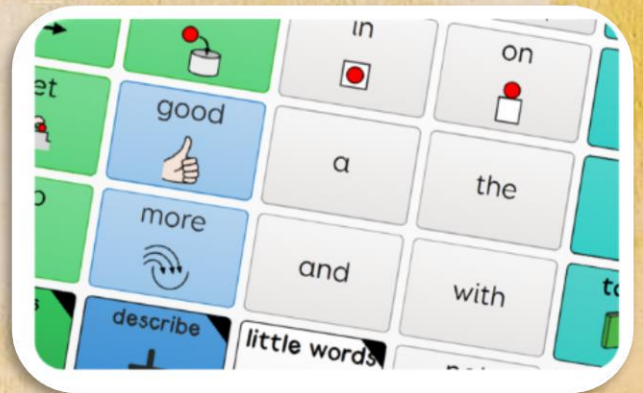 in
on
good
a
the
more
and
with
describe
little words